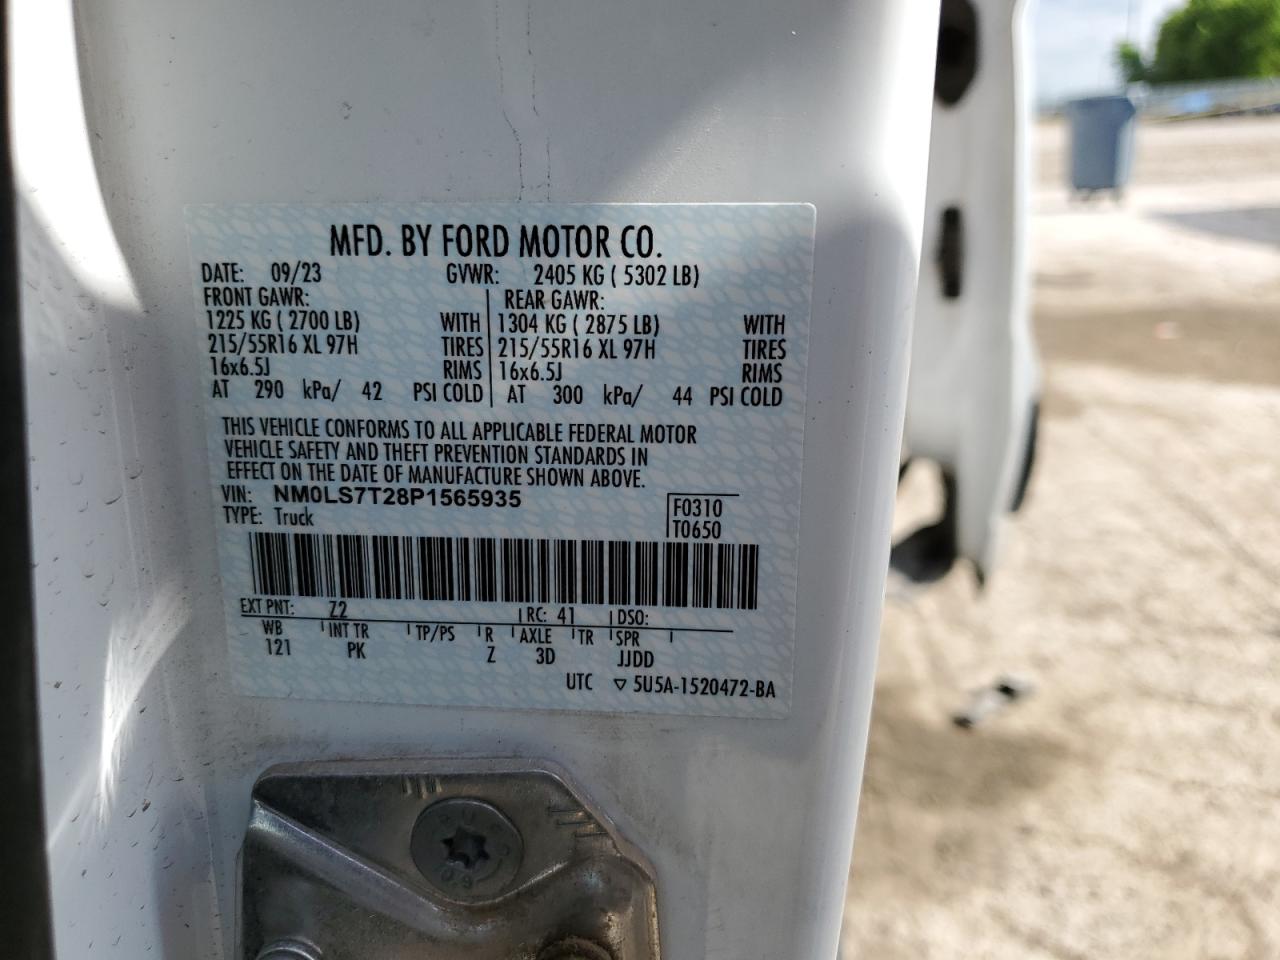 MFD. BY FORD MOTOR CO.
DATE: 09/23 GVWR: 2405 KG ( 5302 LB)
FRONT GAWR: REAR GAWR:
1225 KG ( 2700 LB) WITH 1304 KG ( 2875 LB) WITH
215/55R16 XL 97H TIRES 215/55R16 XL 97H TIRES
16x6.5J RIMS 16x6.5J RIMS
AT 290 kPa/ 42 PSI COLD AT 300 kPa/ 44 PSI COLD
THIS VEHICLE CONFORMS TO ALL APPLICABLE FEDERAL MOTOR
VEHICLE SAFETY AND THEFT PREVENTION STANDARDS IN
EFFECT ON THE DATE OF MANUFACTURE SHOWN ABOVE.
VIN: NM0LS7T28P1565935 F0310
TYPE: Truck T0650
EXT PNT: Z2 RC: 41 DSO:
WB INT TR TP/PS R AXLE TR SPR
121 PK Z 3D JJDD
UTC ▽ 5U5A-1520472-BA